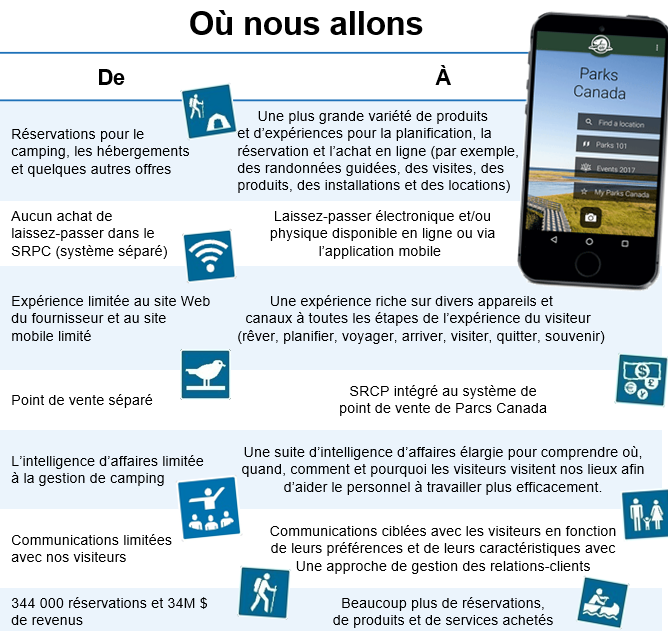 Où nous allons
De
À
Réservations pour le
camping, les hébergements
et quelques autres offres
Une plus grande variété de produits
et d’expériences pour la planification, la
réservation et l’achat en ligne (par exemple,
des randonnées guidées, des visites, des
produits, des installations et des locations)
Aucun achat de
laissez-passer dans le
SRPC (système séparé)
Laissez-passer électronique et/ou
physique disponible en ligne ou via
l’application mobile
Expérience limitée au site Web
du fournisseur et au site
mobile limité
Une expérience riche sur divers appareils et
canaux à toutes les étapes de l’expérience du visiteur
(rêver, planifier, voyager, arriver, visiter, quitter, souvenir)
Point de vente séparé
SRCP intégré au système de
point de vente de Parcs Canada
L’intelligence d’affaires limitée
à la gestion de camping
Une suite d’intelligence d’affaires élargie pour comprendre où,
quand, comment et pourquoi les visiteurs visitent nos lieux afin
d’aider le personnel à travailler plus efficacement.
Communications limitées
avec nos visiteurs
Communications ciblées avec les visiteurs en fonction
de leurs préférences et de leurs caractéristiques avec
Une approche de gestion des relations-clients
344 000 réservations et 34M $
de revenus
Beaucoup plus de réservations,
de produits et de services achetés
Parks
Canada
Find a location
Parks 101
Events 2017
My Parks Canada
$
£
€
¥